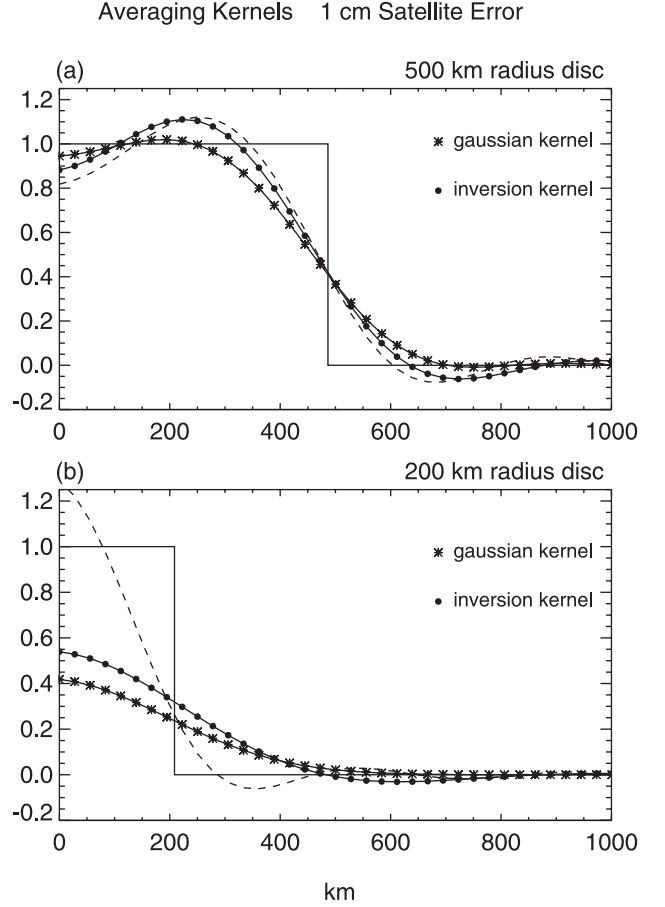 Averaging Kernels 1 cm Satellite Error
(a) 500 km radius disc
1.2
1.0
0.8
0.6
0.4
0.2
0.0
-0.2
gaussian kernel
inversion kernel
0 200 400 600 800 1000
(b) 200 km radius disc
1.2
1.0
0.8
0.6
0.4
0.2
0.0
-0.2
gaussian kernel
inversion kernel
0 200 400 600 800 1000
km